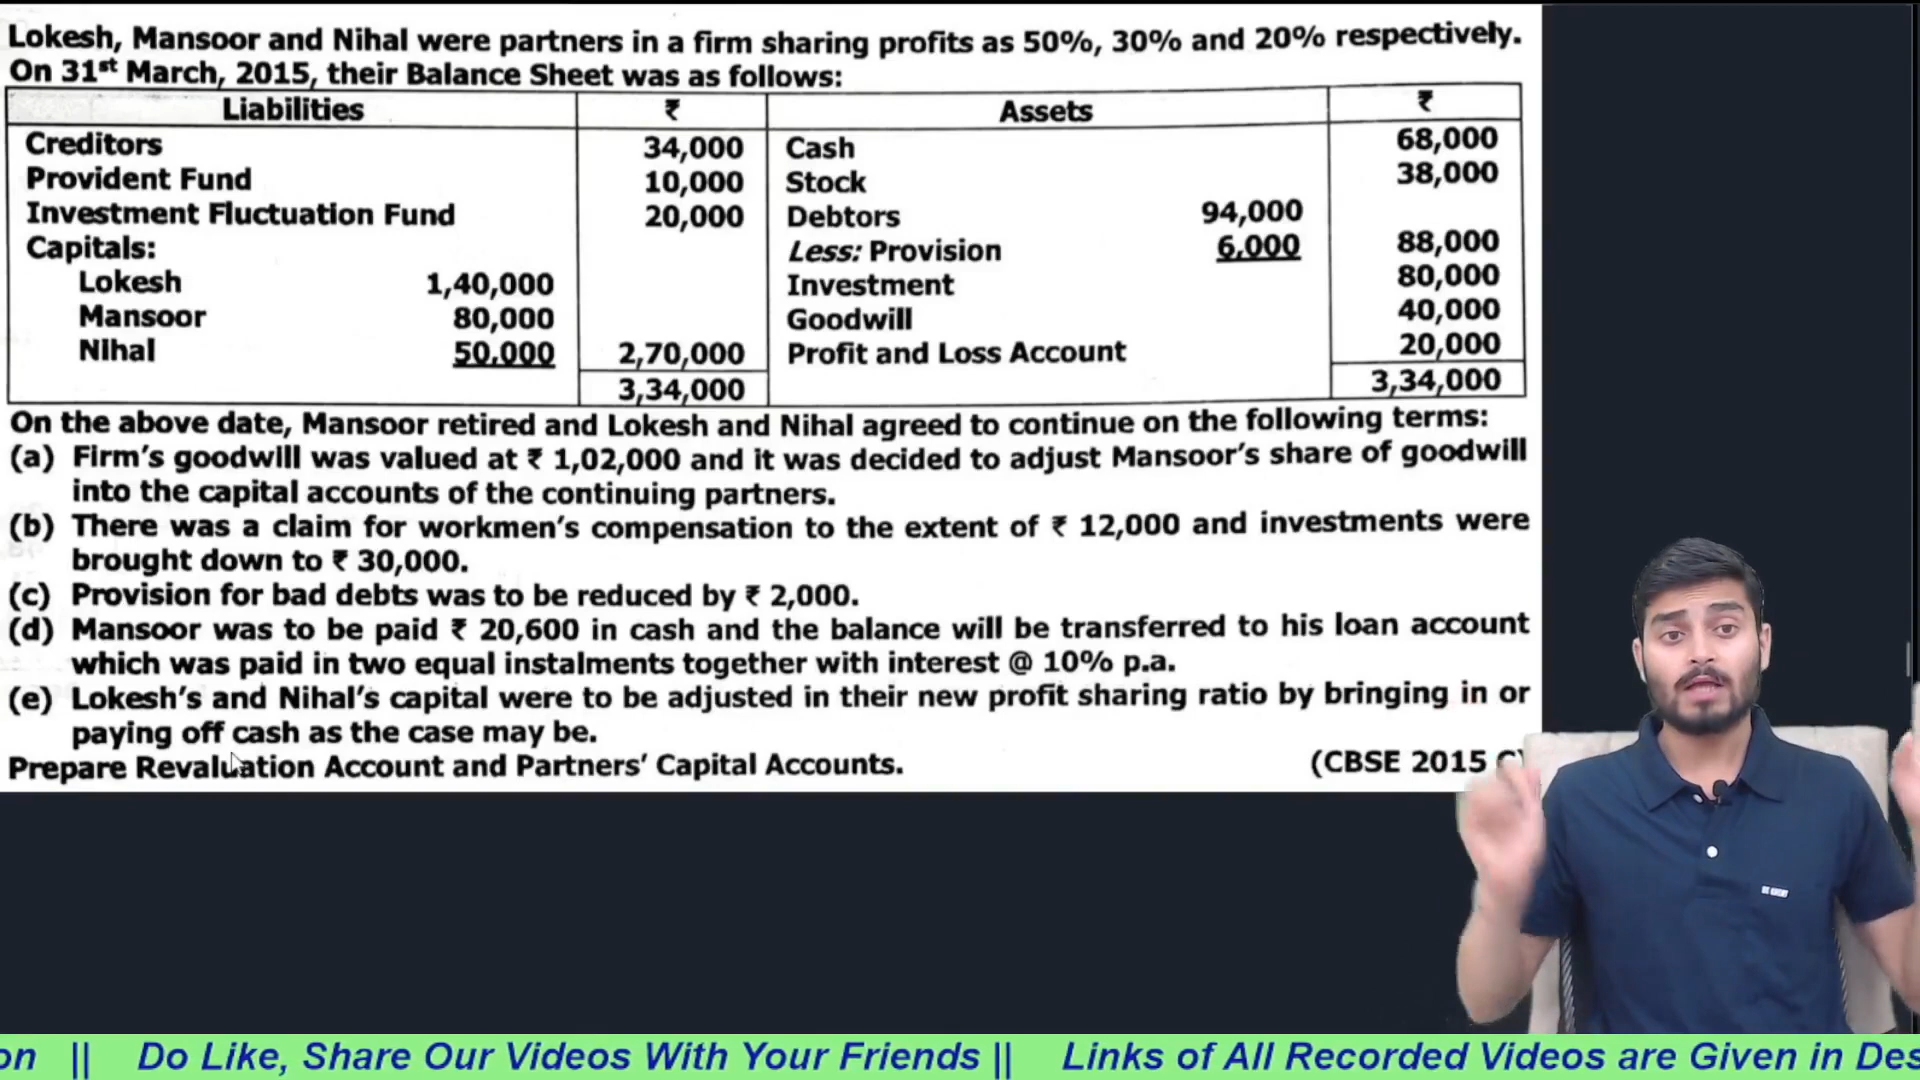 Lokesh, Mansoor and Nihal were partners in a firm sharing profits as 50%, 30% and 20% respectively.
On 31st March, 2015, their Balance Sheet was as follows:
Liabilities ₹ Assets ₹
Creditors 34,000 Cash 68,000
Provident Fund 10,000 Stock 38,000
Investment Fluctuation Fund 20,000 Debtors 94,000
Capitals: Less: Provision 6,000 88,000
Lokesh 1,40,000 Investment 80,000
Mansoor 80,000 Goodwill 40,000
Nihal 50,000 2,70,000 Profit and Loss Account 20,000
3,34,000 3,34,000
On the above date, Mansoor retired and Lokesh and Nihal agreed to continue on the following terms:
(a) Firm's goodwill was valued at ₹ 1,02,000 and it was decided to adjust Mansoor's share of goodwill
into the capital accounts of the continuing partners.
(b) There was a claim for workmen's compensation to the extent of ₹ 12,000 and investments were
brought down to ₹ 30,000.
(c) Provision for bad debts was to be reduced by ₹ 2,000.
(d) Mansoor was to be paid ₹ 20,600 in cash and the balance will be transferred to his loan account
which was paid in two equal instalments together with interest @ 10% p.a.
(e) Lokesh's and Nihal's capital were to be adjusted in their new profit sharing ratio by bringing in or
paying off cash as the case may be.
Prepare Revaluation Account and Partners' Capital Accounts. (CBSE 2015
on || Do Like, Share Our Videos With Your Friends || Links of All Recorded Videos are Given in Des